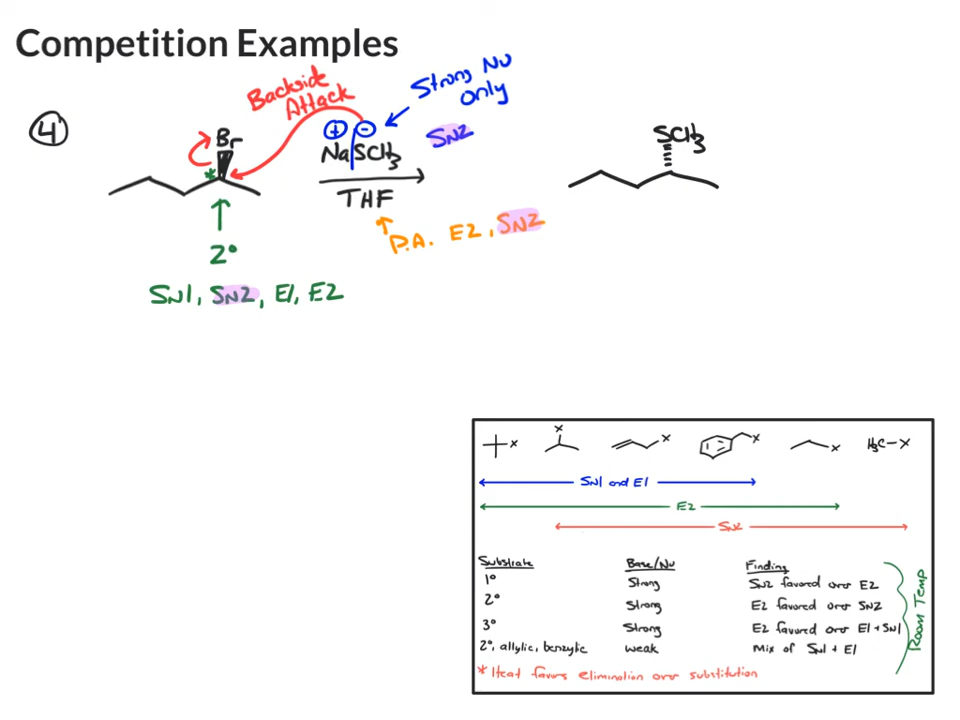 Competition Examples
4
Backside
Attack
Strong Nu
only
Br
*
+ -
Na SCH3
SN2
THF
SCH3
P.A. E2, SN2
2°
SN1, SN2, E1, E2
x
x
x
x
x
H3C-X
SN1 and E1
E2
SN2
Substrate Base/Nu Finding
1° Strong SN2 favored over E2
2° Strong E2 favored over SN2
3° Strong E2 favored over E1 + SN1
2°, allylic, benzylic weak Mix of SN1 + E1
Room Temp
* Heat favors elimination over substitution